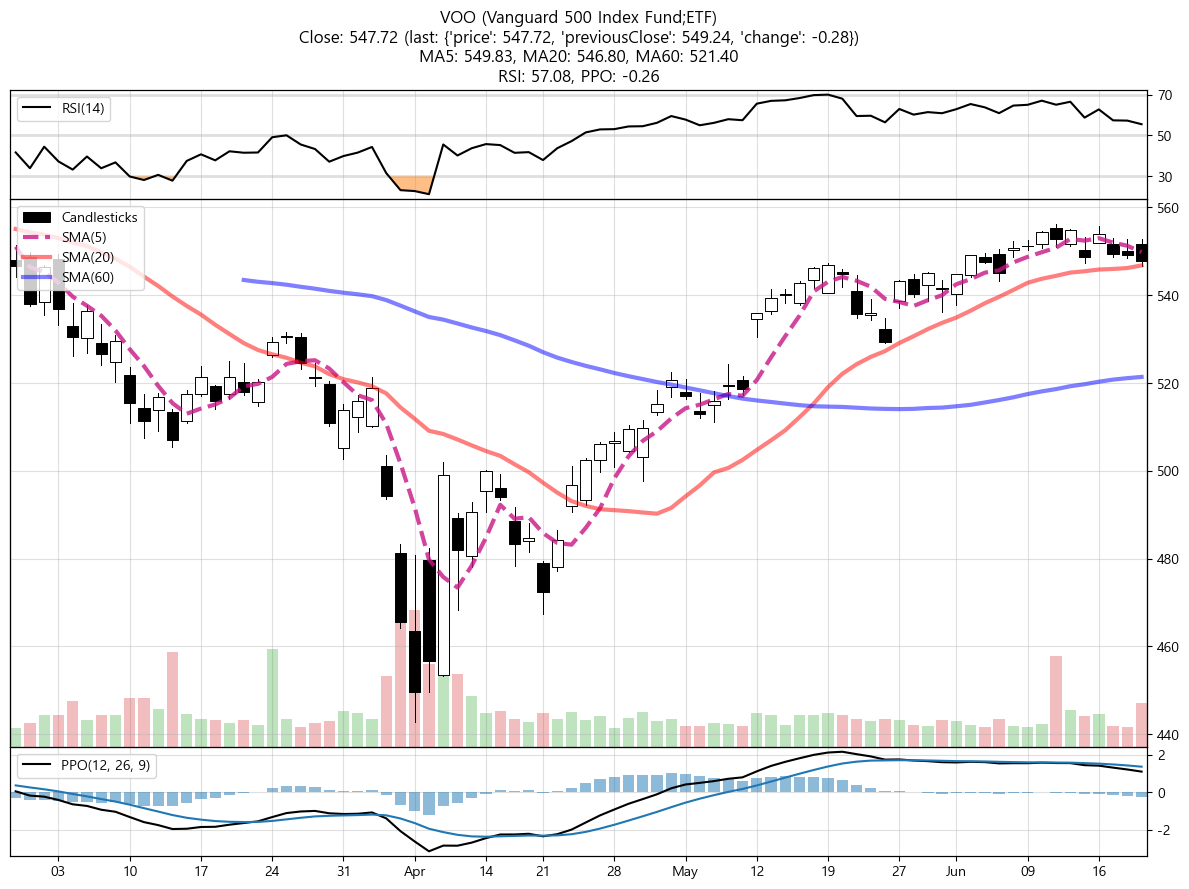 VOO (Vanguard 500 Index Fund;ETF)
Close: 547.72 (last: {'price': 547.72, 'previousClose': 549.24, 'change': -0.28})
MA5: 549.83, MA20: 546.80, MA60: 521.40
RSI: 57.08, PPO: -0.26
RSI(14)
70
50
30
Candlesticks
SMA(5)
SMA(20)
SMA(60)
560
540
520
500
480
460
440
PPO(12, 26, 9)
2
0
-2
03 10 17 24 31 Apr 14 21 28 May 12 19 27 Jun 09 16